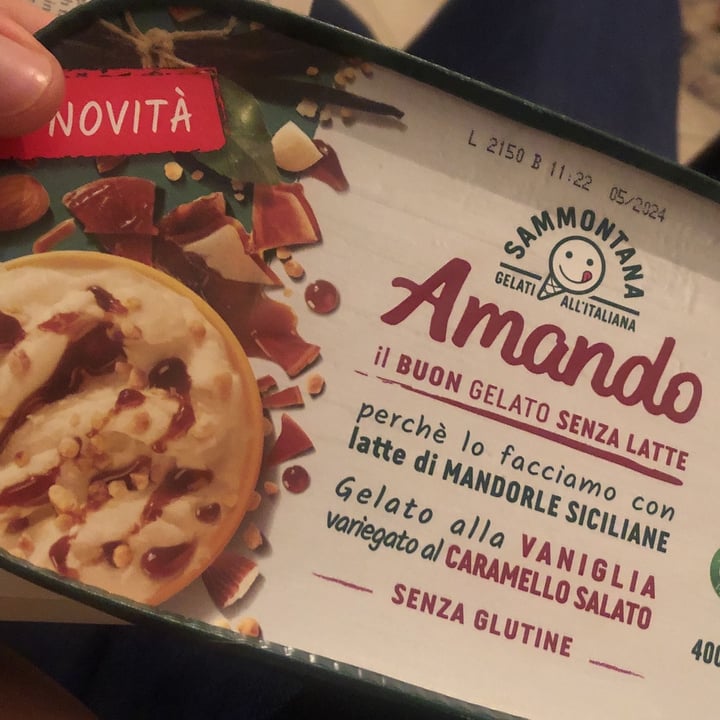 NOVITÀ
L 2150 B 11:22 05/2024
SAMMONTANA
GELATI ALL'ITALIANA
Amando
il BUON GELATO SENZA LATTE
perchè lo facciamo con
latte di MANDORLE SICILIANE
Gelato alla VANIGLIA
variegato al CARAMELLO SALATO
SENZA GLUTINE
400